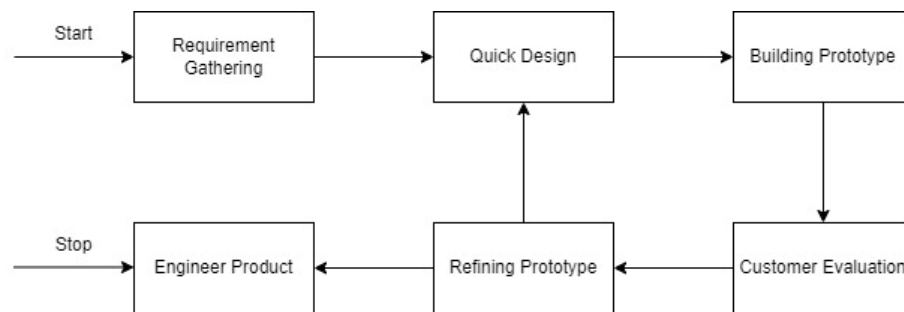 Start
Requirement
Gathering
Quick Design
Building Prototype
Stop
Engineer Product
Refining Prototype
Customer Evaluation